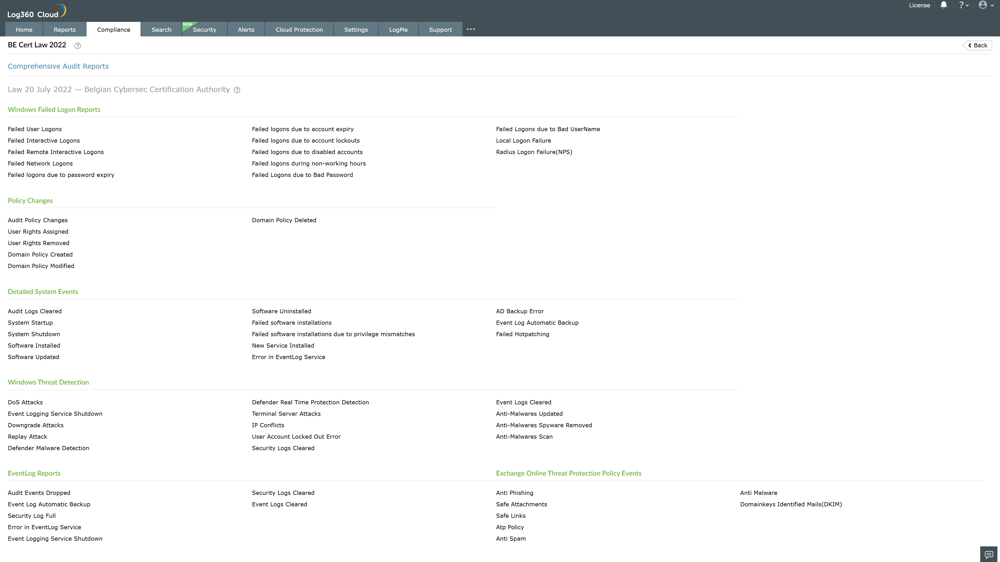 Log360 Cloud
License
?
Home
Reports
Compliance
Search
NEW
Security
Alerts
Cloud Protection
Settings
LogMe
Support
BE Cert Law 2022 ?
Back
Comprehensive Audit Reports
Law 20 July 2022 — Belgian Cybersec Certification Authority ?
Windows Failed Logon Reports
Failed User Logons
Failed Interactive Logons
Failed Remote Interactive Logons
Failed Network Logons
Failed logons due to password expiry
Failed logons due to account expiry
Failed logons due to account lockouts
Failed logons due to disabled accounts
Failed logons during non-working hours
Failed Logons due to Bad Password
Failed Logons due to Bad UserName
Local Logon Failure
Radius Logon Failure(NPS)
Policy Changes
Audit Policy Changes
User Rights Assigned
User Rights Removed
Domain Policy Created
Domain Policy Modified
Domain Policy Deleted
Detailed System Events
Audit Logs Cleared
System Startup
System Shutdown
Software Installed
Software Updated
Software Uninstalled
Failed software installations
Failed software installations due to privilege mismatches
New Service Installed
Error in EventLog Service
AD Backup Error
Event Log Automatic Backup
Failed Hotpatching
Windows Threat Detection
DoS Attacks
Event Logging Service Shutdown
Downgrade Attacks
Replay Attack
Defender Malware Detection
Defender Real Time Protection Detection
Terminal Server Attacks
IP Conflicts
User Account Locked Out Error
Security Logs Cleared
Event Logs Cleared
Anti-Malwares Updated
Anti-Malwares Spyware Removed
Anti-Malwares Scan
EventLog Reports
Audit Events Dropped
Event Log Automatic Backup
Security Log Full
Error in EventLog Service
Event Logging Service Shutdown
Security Logs Cleared
Event Logs Cleared
Exchange Online Threat Protection Policy Events
Anti Phishing
Safe Attachments
Safe Links
Atp Policy
Anti Spam
Anti Malware
Domainkeys Identified Mails(DKIM)